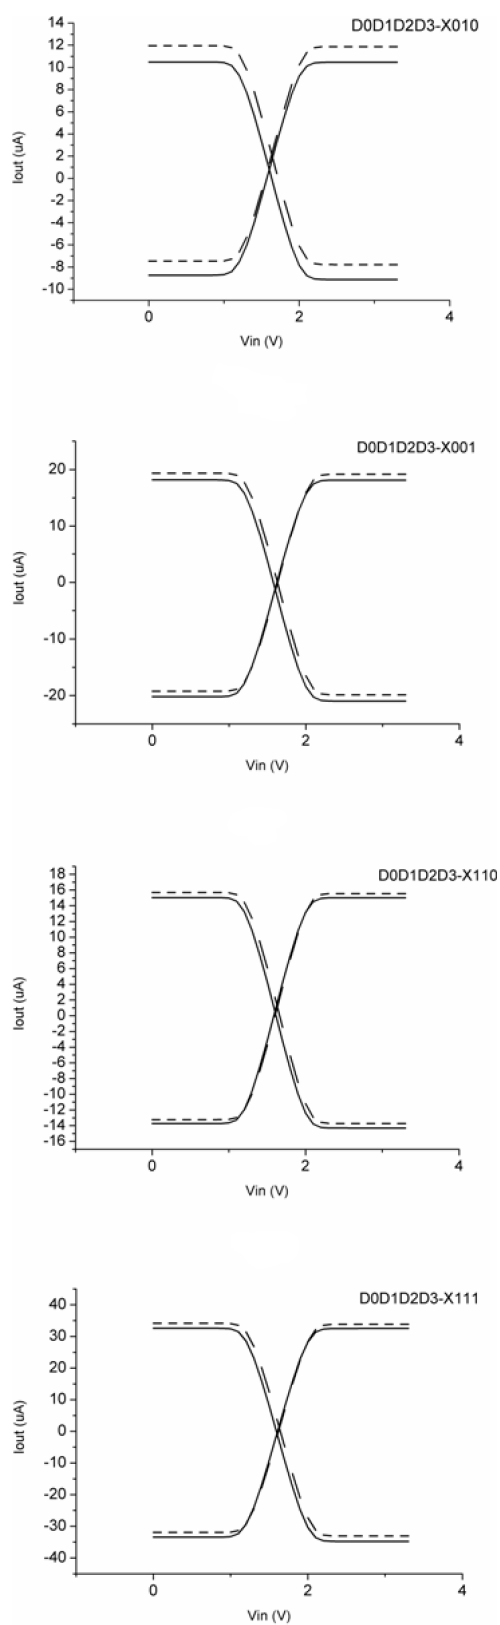 D0D1D2D3-X010
14
12
10
8
6
4
2
0
-2
-4
-6
-8
-10
Iout (uA)
0 2 4
Vin (V)
D0D1D2D3-X001
20
10
0
-10
-20
Iout (uA)
0 2 4
Vin (V)
D0D1D2D3-X110
18
16
14
12
10
8
6
4
2
0
-2
-4
-6
-8
-10
-12
-14
-16
Iout (uA)
0 2 4
Vin (V)
D0D1D2D3-X111
40
30
20
10
0
-10
-20
-30
-40
Iout (uA)
0 2 4
Vin (V)